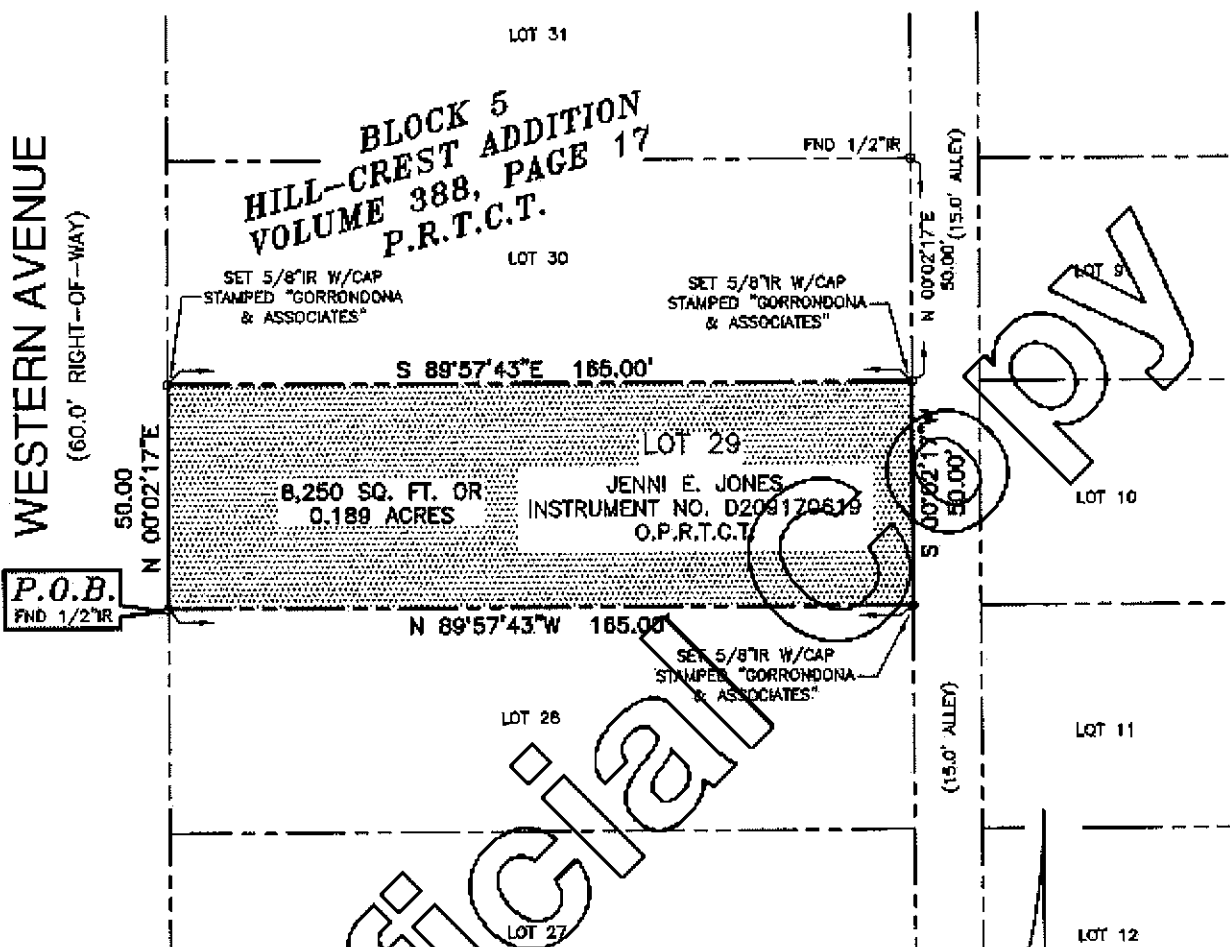 LOT 31
BLOCK 5
HILL-CREST ADDITION
VOLUME 388, PAGE 17
P.R.T.C.T.
FND 1/2"IR
WESTERN AVENUE
(60.0' RIGHT-OF-WAY)
LOT 30
N 00°02'17"E
50.00'
(15.0' ALLEY)
LOT 9
SET 5/8"IR W/CAP
STAMPED "GORRONDONA
& ASSOCIATES"
SET 5/8"IR W/CAP
STAMPED "GORRONDONA
& ASSOCIATES"
S 89°57'43"E 165.00'
50.00
N 00°02'17"E
8,250 SQ. FT. OR
0.189 ACRES
LOT 29
JENNI E. JONES
INSTRUMENT NO. D209170619
O.P.R.T.C.T.
S 00°02'17"W
50.00'
LOT 10
P.O.B.
FND 1/2"IR
N 89°57'43"W 165.00'
SET 5/8"IR W/CAP
STAMPED "GORRONDONA
& ASSOCIATES"
LOT 28
(15.0' ALLEY)
LOT 11
LOT 27
LOT 12
ficial Copy